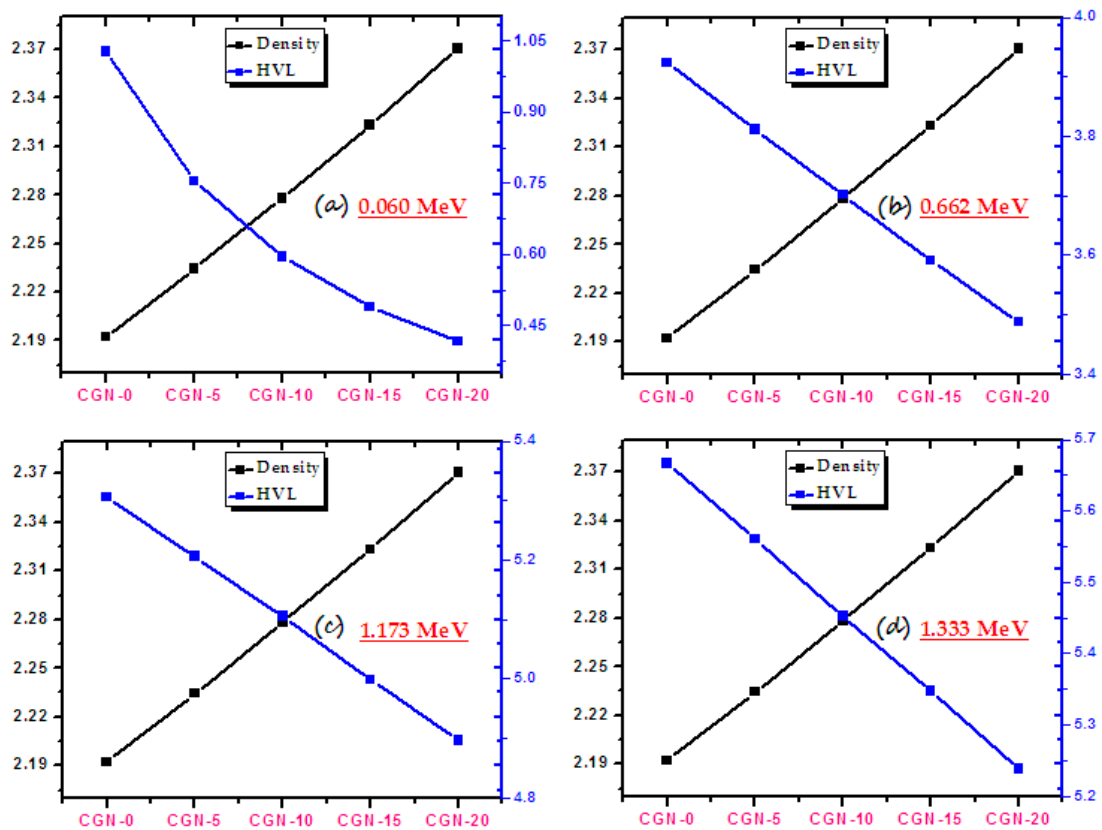 Density
HVL
2.37
2.34
2.31
2.28
2.25
2.22
2.19
1.05
0.90
0.75
0.60
0.45
(a) 0.060 MeV
CGN-0 CGN-5 CGN-10 CGN-15 CGN-20
Density
HVL
2.37
2.34
2.31
2.28
2.25
2.22
2.19
4.0
3.8
3.6
3.4
(b) 0.662 MeV
CGN-0 CGN-5 CGN-10 CGN-15 CGN-20
Density
HVL
2.37
2.34
2.31
2.28
2.25
2.22
2.19
5.4
5.2
5.0
4.8
(c) 1.173 MeV
CGN-0 CGN-5 CGN-10 CGN-15 CGN-20
Density
HVL
2.37
2.34
2.31
2.28
2.25
2.22
2.19
5.7
5.6
5.5
5.4
5.3
5.2
(d) 1.333 MeV
CGN-0 CGN-5 CGN-10 CGN-15 CGN-20